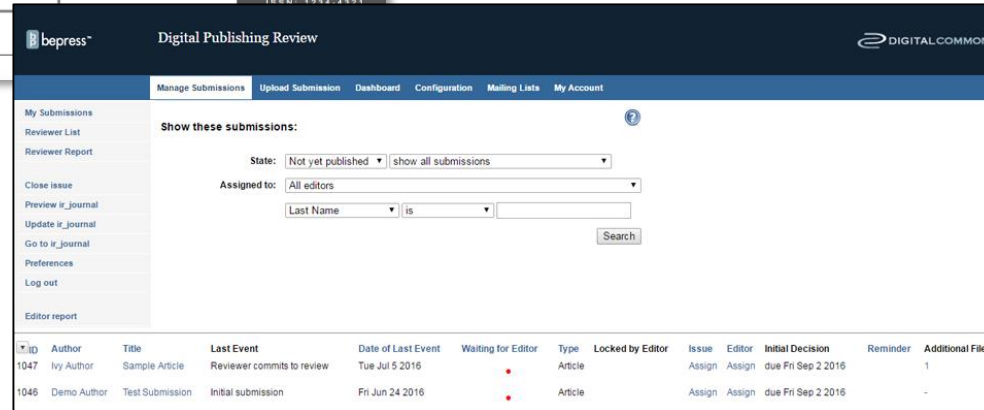 bepress™
Digital Publishing Review
DIGITALCOMMON
Manage Submissions Upload Submission Dashboard Configuration Mailing Lists My Account
My Submissions
Reviewer List
Reviewer Report
Close issue
Preview ir_journal
Update ir_journal
Go to ir_journal
Preferences
Log out
Editor report
Show these submissions:
?
State: Not yet published show all submissions
Assigned to: All editors
Last Name is
Search
ID Author Title Last Event Date of Last Event Waiting for Editor Type Locked by Editor Issue Editor Initial Decision Reminder Additional File
1047 Ivy Author Sample Article Reviewer commits to review Tue Jul 5 2016 Article Assign Assign due Fri Sep 2 2016 1
1046 Demo Author Test Submission Initial submission Fri Jun 24 2016 Article Assign Assign due Fri Sep 2 2016 -